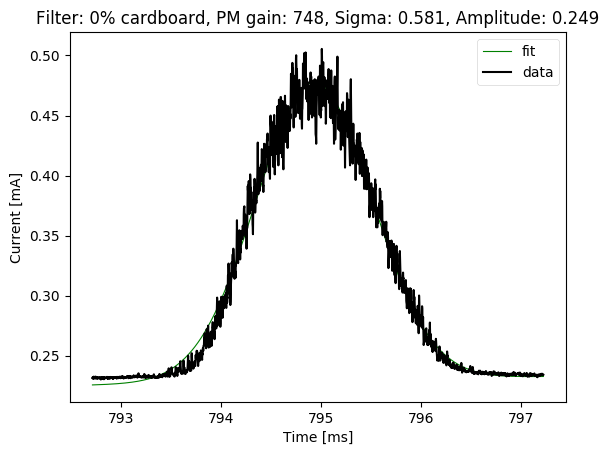 Filter: 0% cardboard, PM gain: 748, Sigma: 0.581, Amplitude: 0.249
fit
data
0.50
0.45
0.40
0.35
0.30
0.25
Current [mA]
793 794 795 796 797
Time [ms]